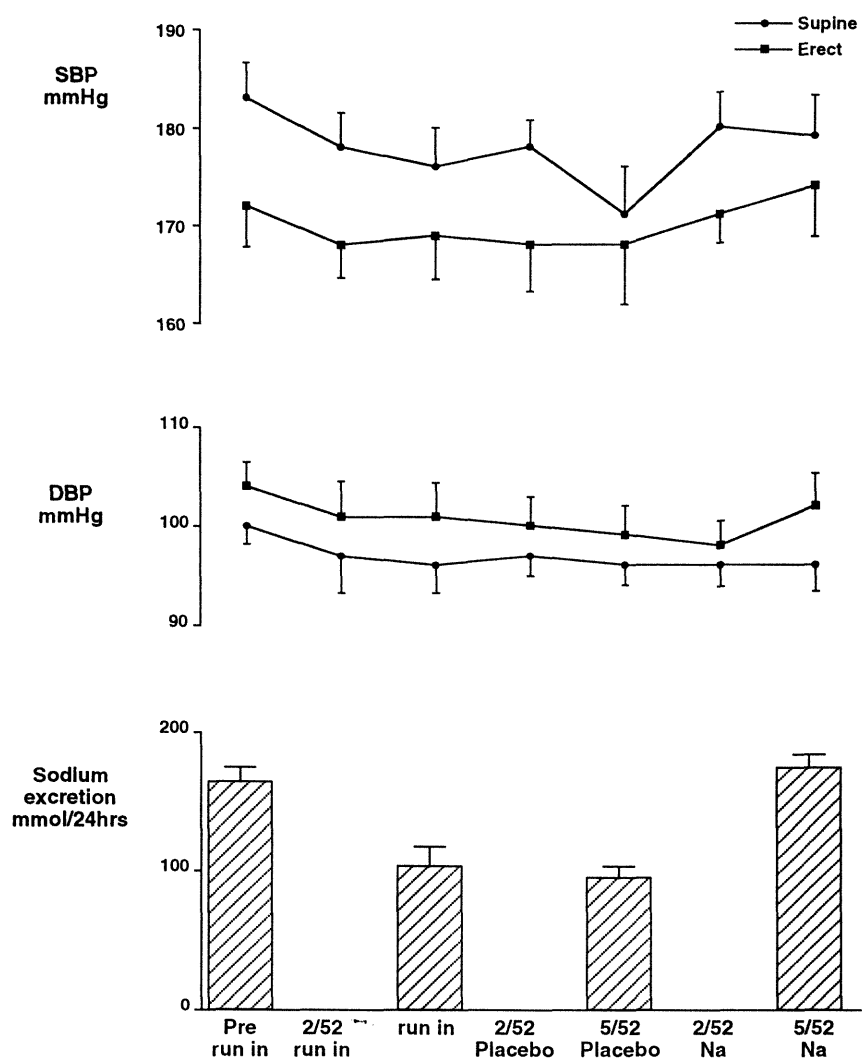 Supine
Erect
SBP
mmHg
190
180
170
160
DBP
mmHg
110
100
90
Sodium
excretion
mmol/24hrs
200
100
0
Pre
run in
2/52
run in
run in
2/52
Placebo
5/52
Placebo
2/52
Na
5/52
Na